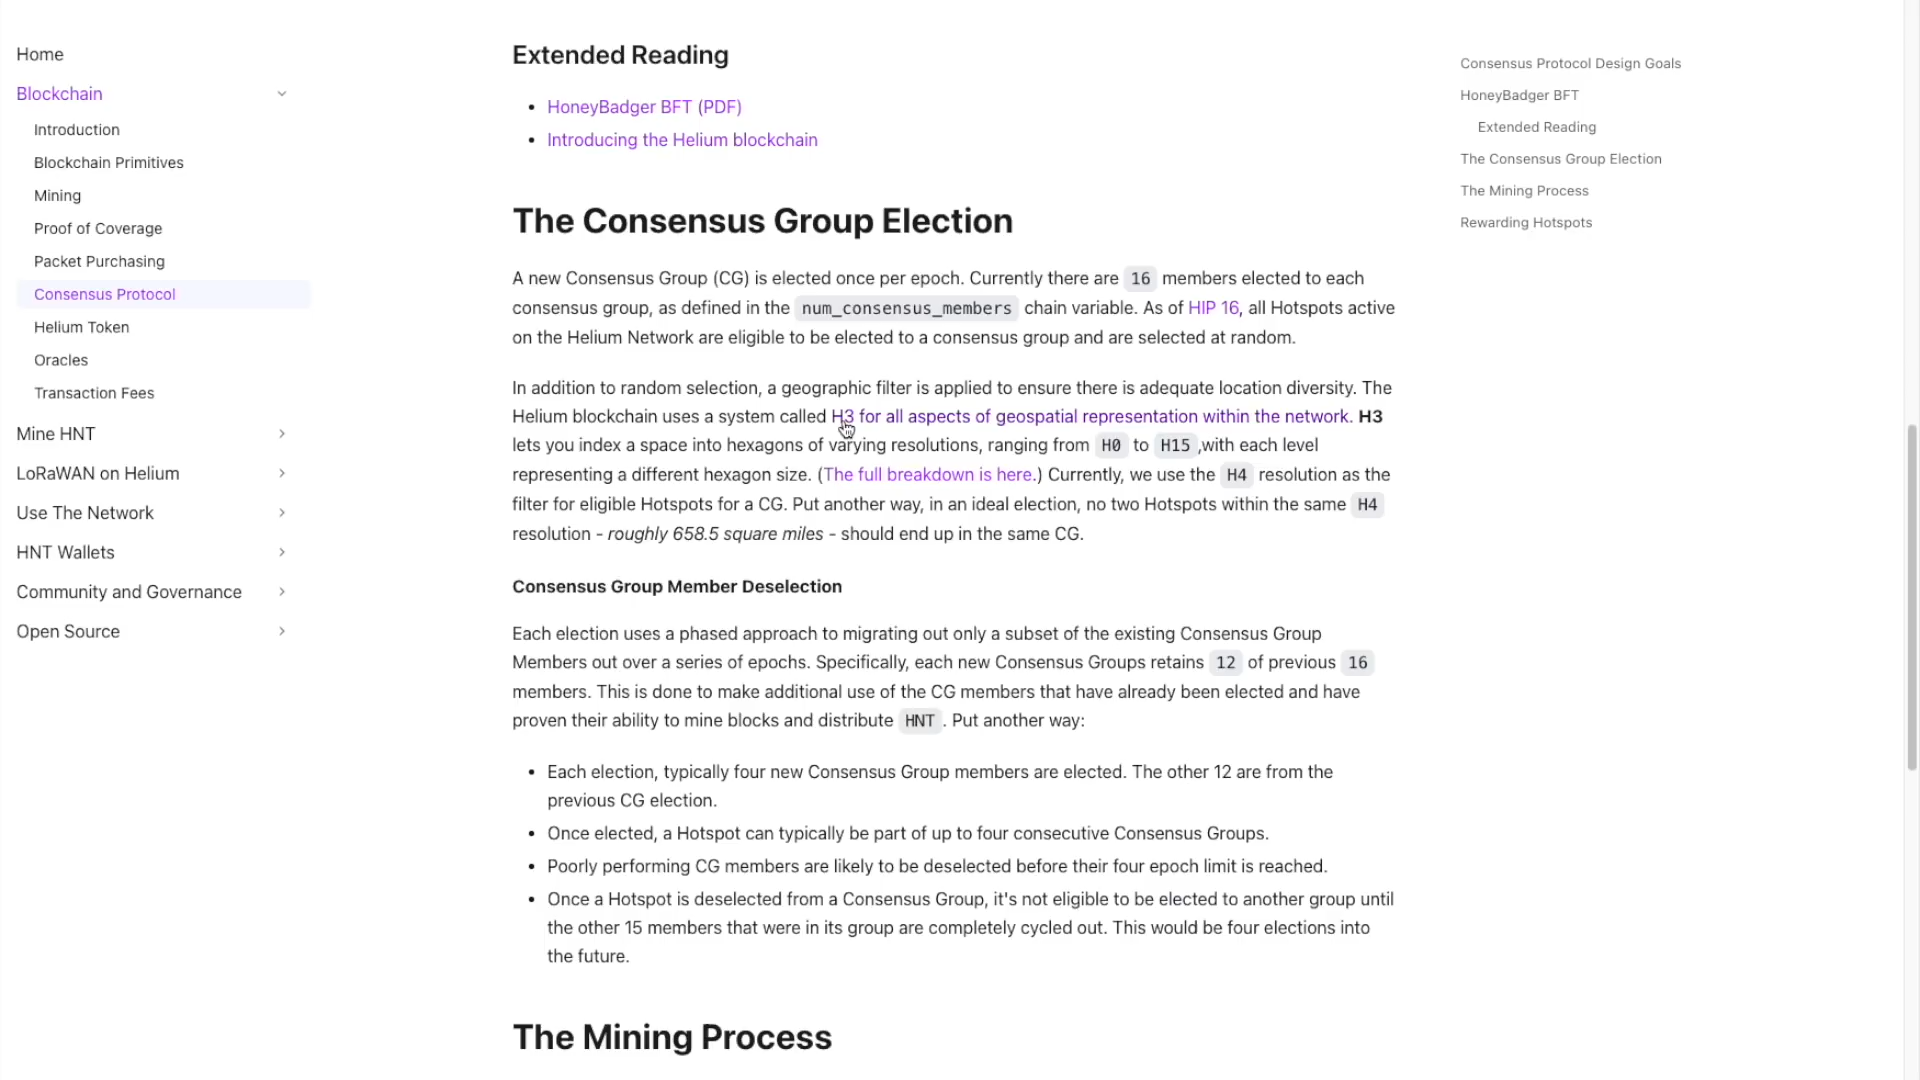 Home
Blockchain
Introduction
Blockchain Primitives
Mining
Proof of Coverage
Packet Purchasing
Consensus Protocol
Helium Token
Oracles
Transaction Fees
Mine HNT
LoRaWAN on Helium
Use The Network
HNT Wallets
Community and Governance
Open Source
Extended Reading
• HoneyBadger BFT (PDF)
• Introducing the Helium blockchain
The Consensus Group Election
A new Consensus Group (CG) is elected once per epoch. Currently there are 16 members elected to each
consensus group, as defined in the num_consensus_members chain variable. As of HIP 16, all Hotspots active
on the Helium Network are eligible to be elected to a consensus group and are selected at random.
In addition to random selection, a geographic filter is applied to ensure there is adequate location diversity. The
Helium blockchain uses a system called H3 for all aspects of geospatial representation within the network. H3
lets you index a space into hexagons of varying resolutions, ranging from H0 to H15 ,with each level
representing a different hexagon size. (The full breakdown is here.) Currently, we use the H4 resolution as the
filter for eligible Hotspots for a CG. Put another way, in an ideal election, no two Hotspots within the same H4
resolution - roughly 658.5 square miles - should end up in the same CG.
Consensus Group Member Deselection
Each election uses a phased approach to migrating out only a subset of the existing Consensus Group
Members out over a series of epochs. Specifically, each new Consensus Groups retains 12 of previous 16
members. This is done to make additional use of the CG members that have already been elected and have
proven their ability to mine blocks and distribute HNT . Put another way:
• Each election, typically four new Consensus Group members are elected. The other 12 are from the
previous CG election.
• Once elected, a Hotspot can typically be part of up to four consecutive Consensus Groups.
• Poorly performing CG members are likely to be deselected before their four epoch limit is reached.
• Once a Hotspot is deselected from a Consensus Group, it's not eligible to be elected to another group until
the other 15 members that were in its group are completely cycled out. This would be four elections into
the future.
The Mining Process
Consensus Protocol Design Goals
HoneyBadger BFT
Extended Reading
The Consensus Group Election
The Mining Process
Rewarding Hotspots